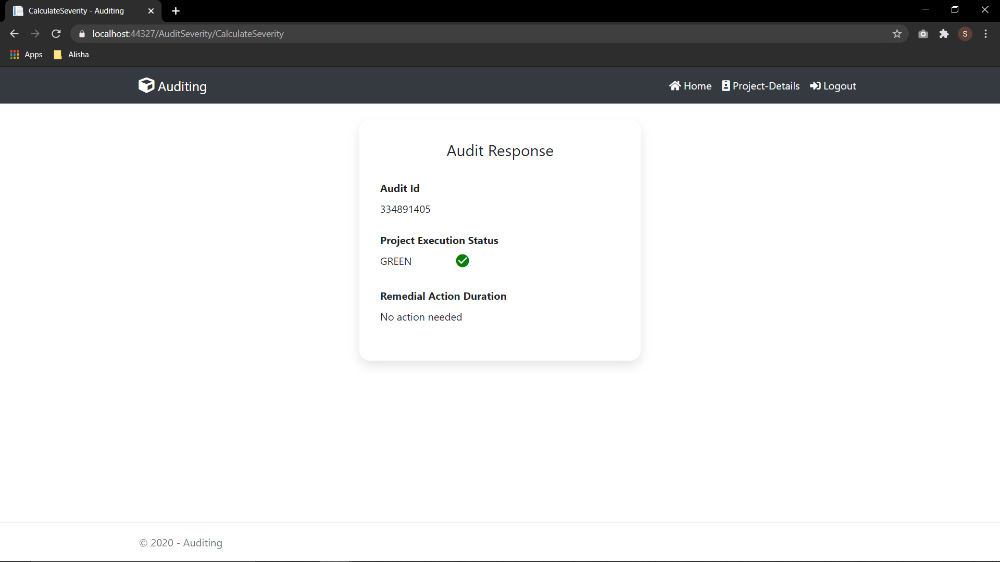 CalculateSeverity - Auditing
localhost:44327/AuditSeverity/CalculateSeverity
S
Apps
Alisha
Auditing
Home
Project-Details
Logout
Audit Response
Audit Id
334891405
Project Execution Status
GREEN
Remedial Action Duration
No action needed
© 2020 - Auditing